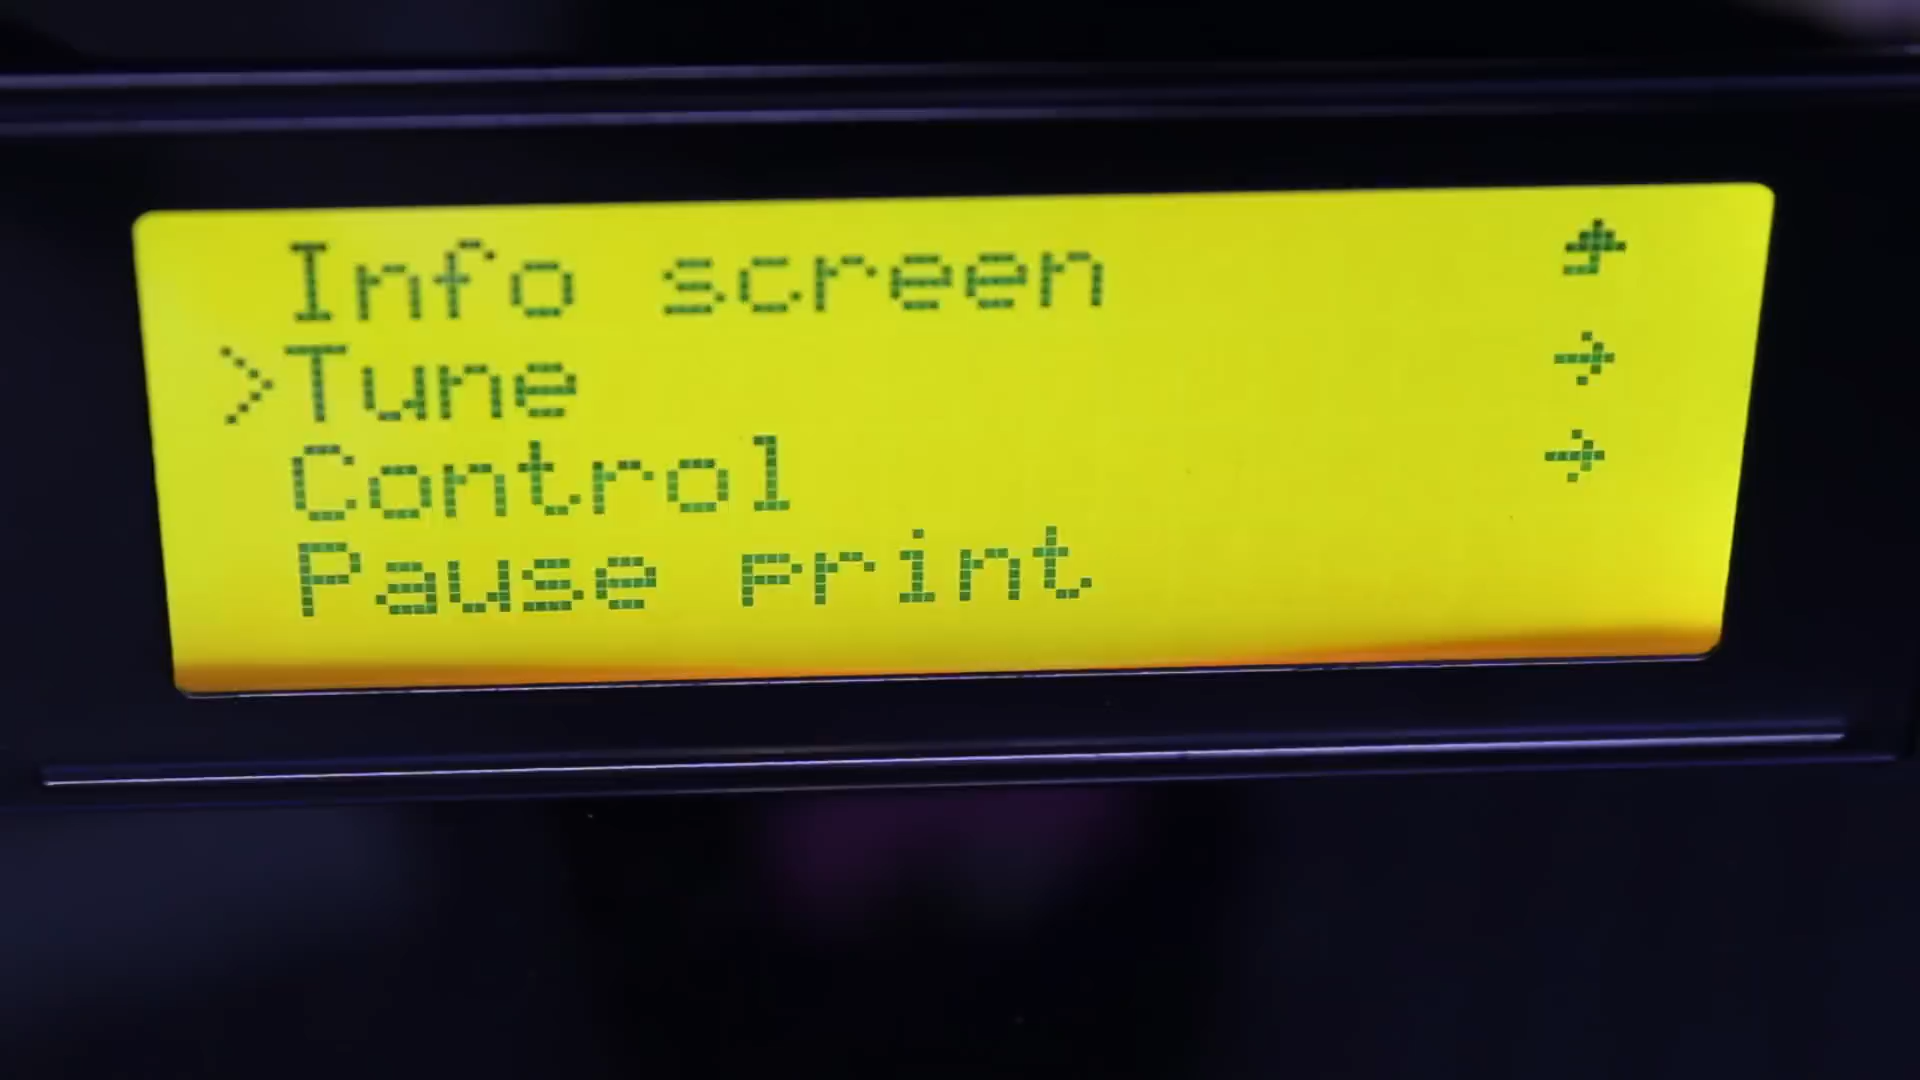 Info screen ⬏
>Tune →
Control →
Pause print